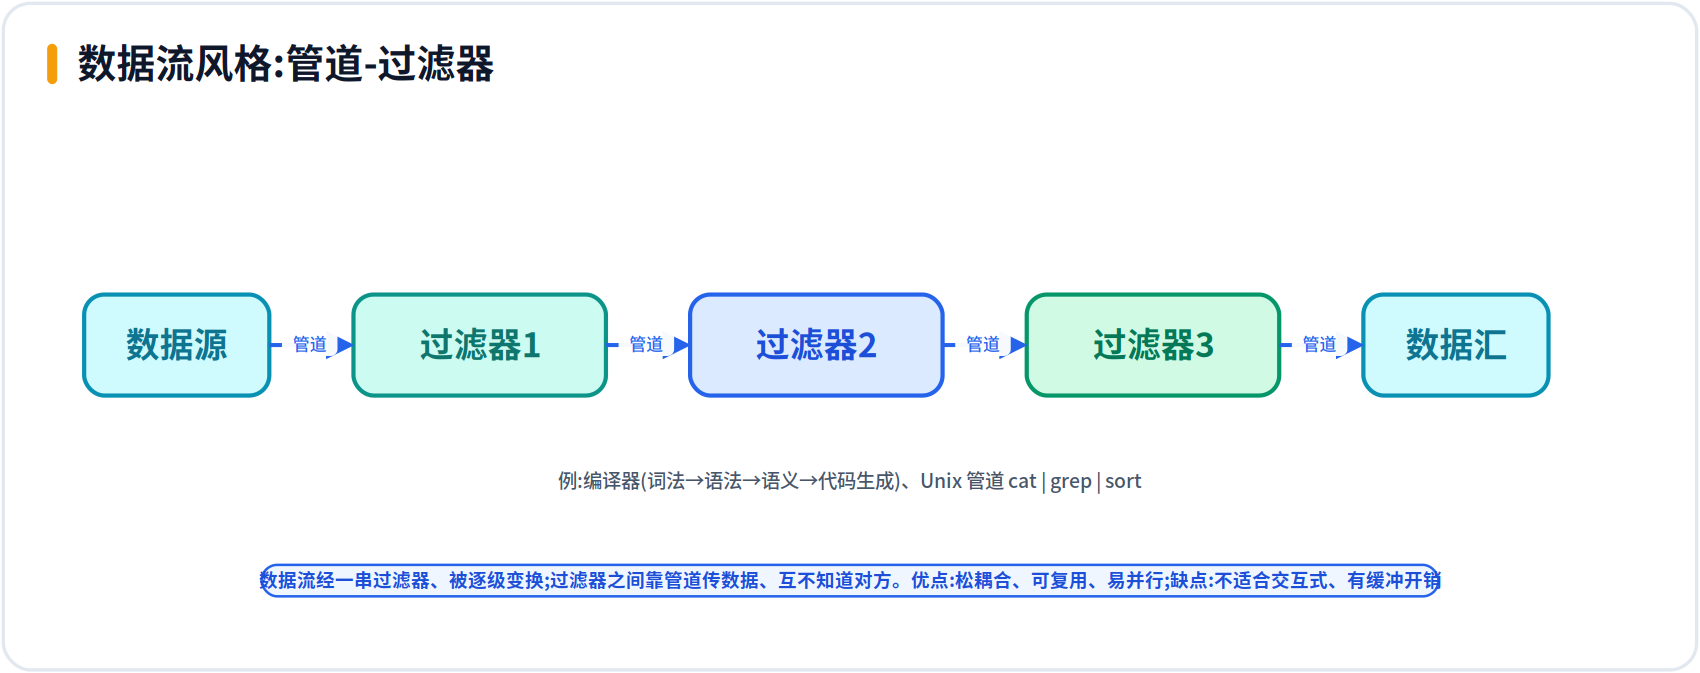 数据流风格:管道-过滤器
数据源 管道 过滤器1 管道 过滤器2 管道 过滤器3 管道 数据汇
例:编译器(词法→语法→语义→代码生成)、Unix 管道 cat | grep | sort
数据流经一串过滤器、被逐级变换;过滤器之间靠管道传数据、互不知道对方。优点:松耦合、可复用、易并行;缺点:不适合交互式、有缓冲开销